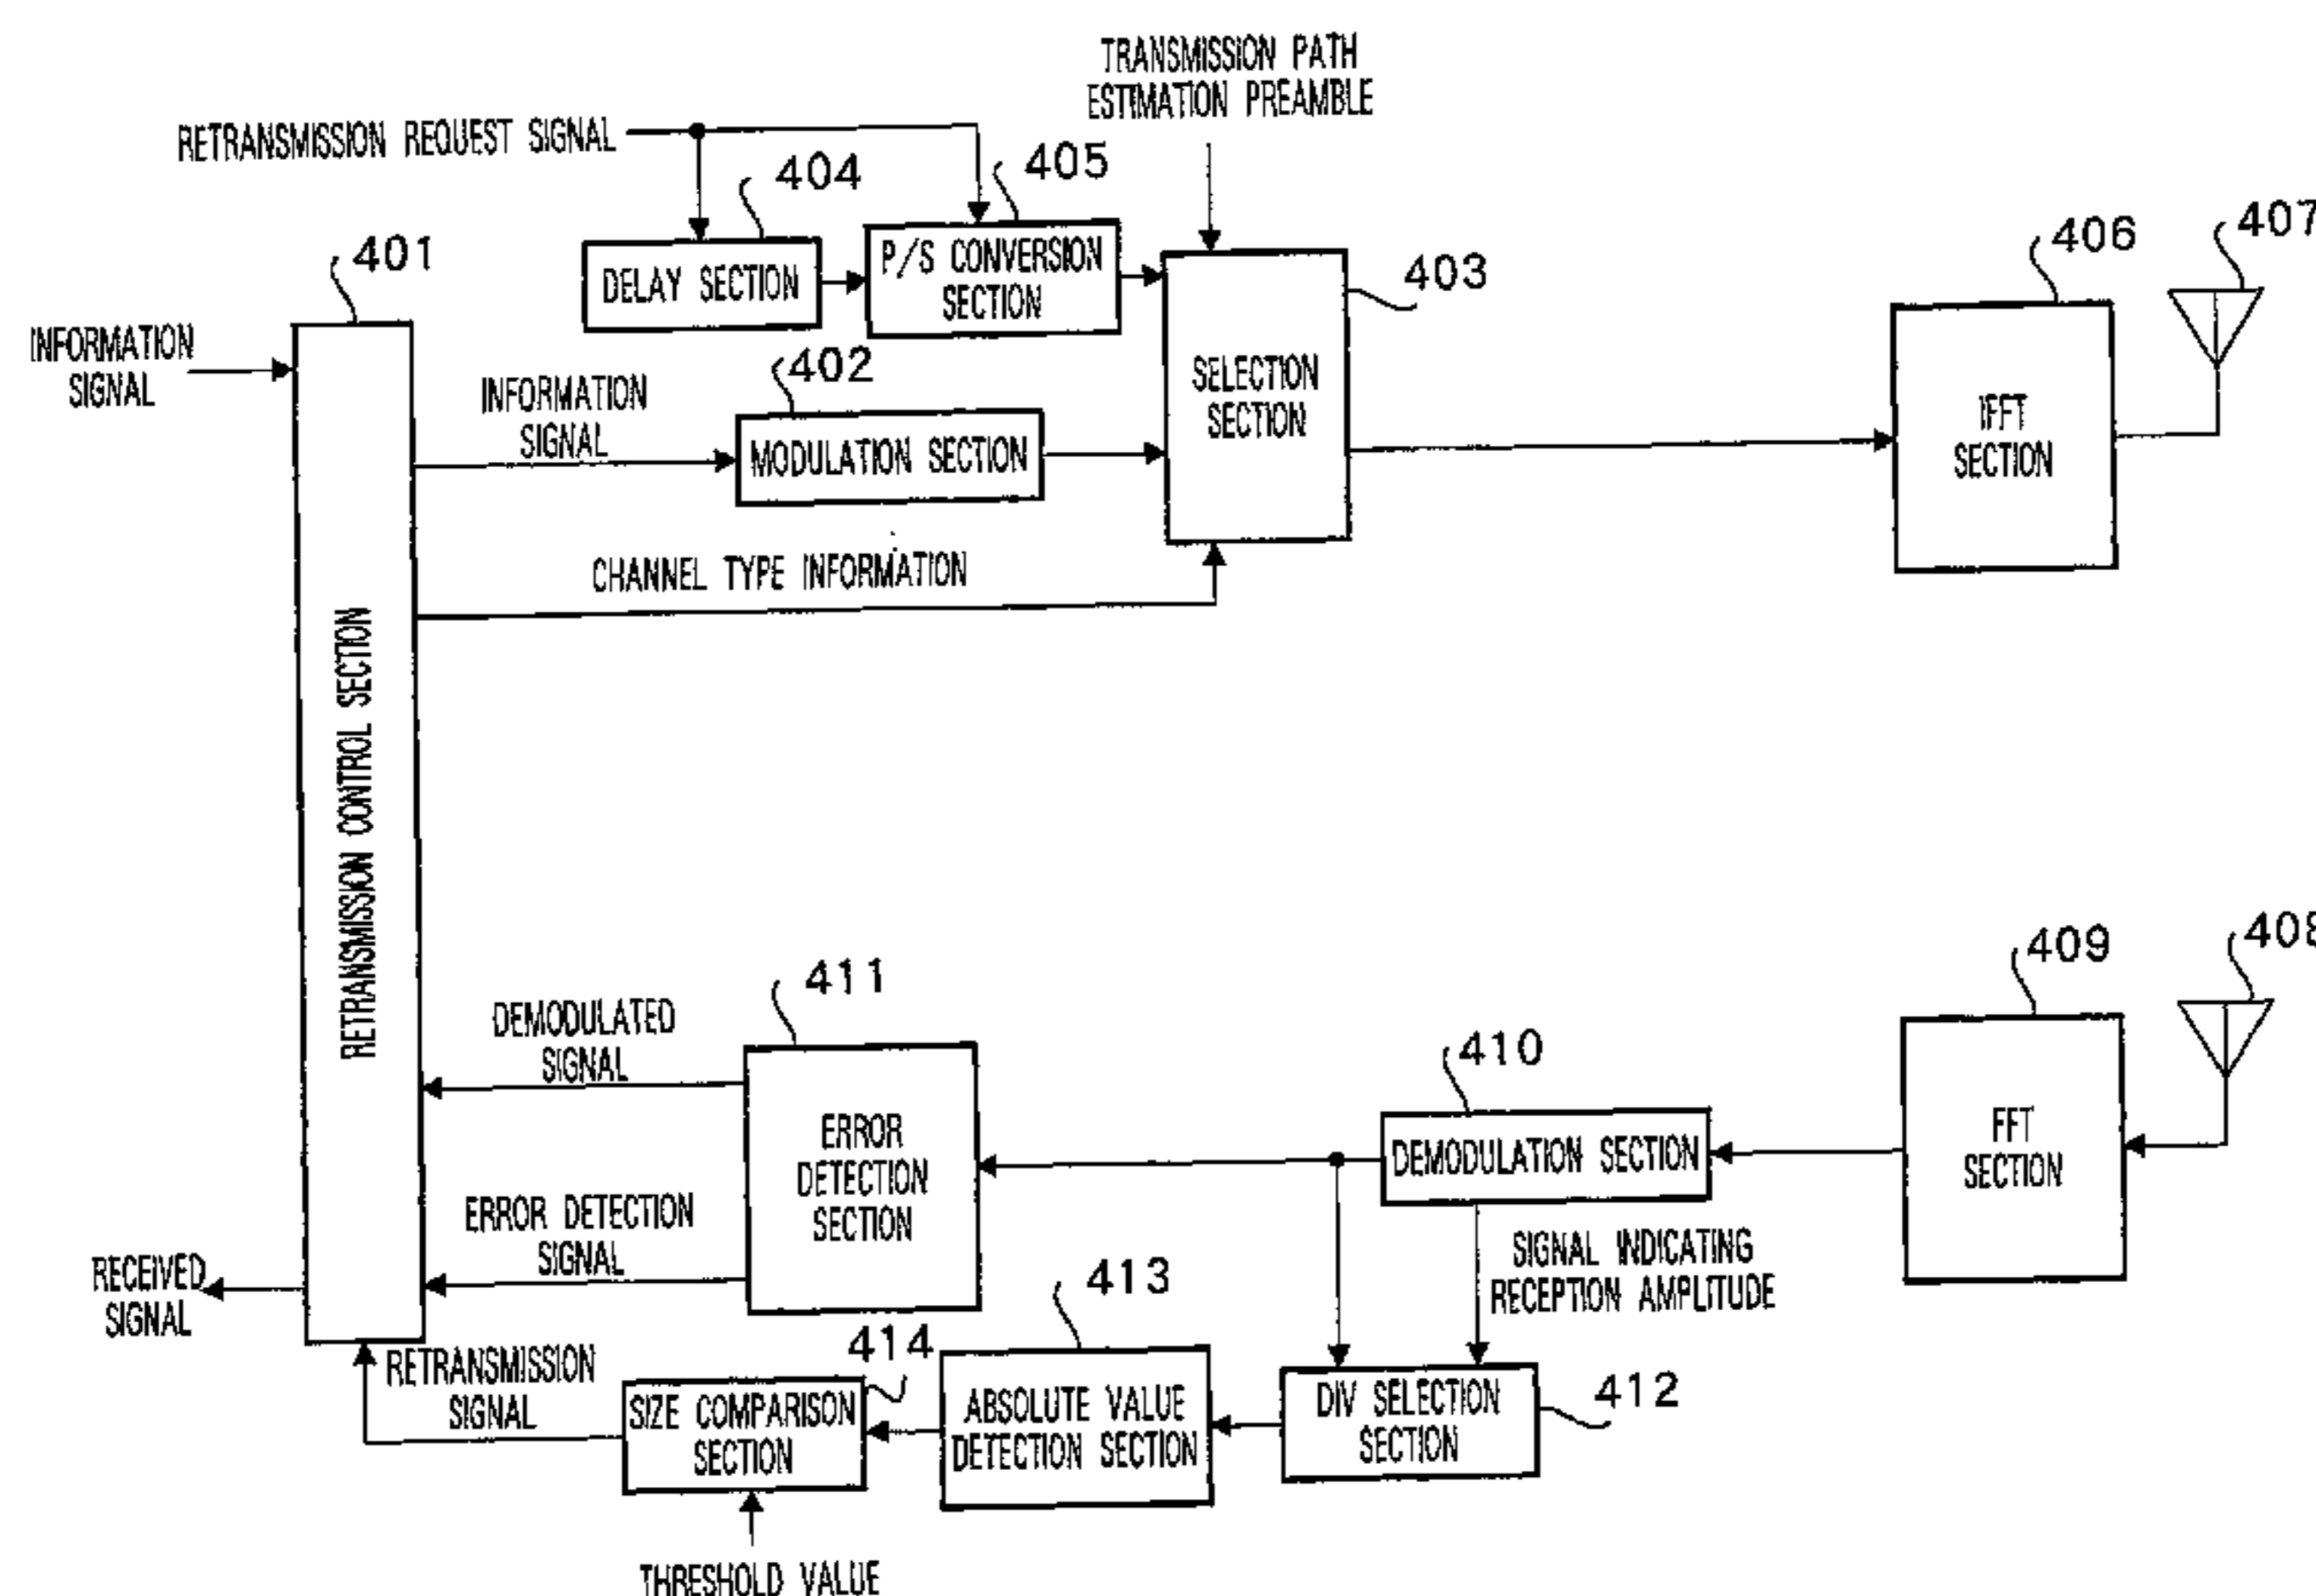 TRANSMISSION PATH
ESTIMATION PREAMBLE
RETRANSMISSION REQUEST SIGNAL
404
405
407
406
401
DELAY SECTION
P/S CONVERSION
SECTION
403
INFORMATION
SIGNAL
402
INFORMATION
SIGNAL
MODULATION SECTION
SELECTION
SECTION
IFFT
SECTION
CHANNEL TYPE INFORMATION
RETRANSMISSION CONTROL SECTION
408
409
411
DEMODULATED
SIGNAL
410
ERROR
DETECTION
SECTION
DEMODULATION SECTION
FFT
SECTION
ERROR DETECTION
SIGNAL
SIGNAL INDICATING
RECEPTION AMPLITUDE
RECEIVED
SIGNAL
413
414
RETRANSMISSION
SIGNAL
SIZE COMPARISON
SECTION
ABSOLUTE VALUE
DETECTION SECTION
DIV SELECTION
SECTION
412
THRESHOLD VALUE